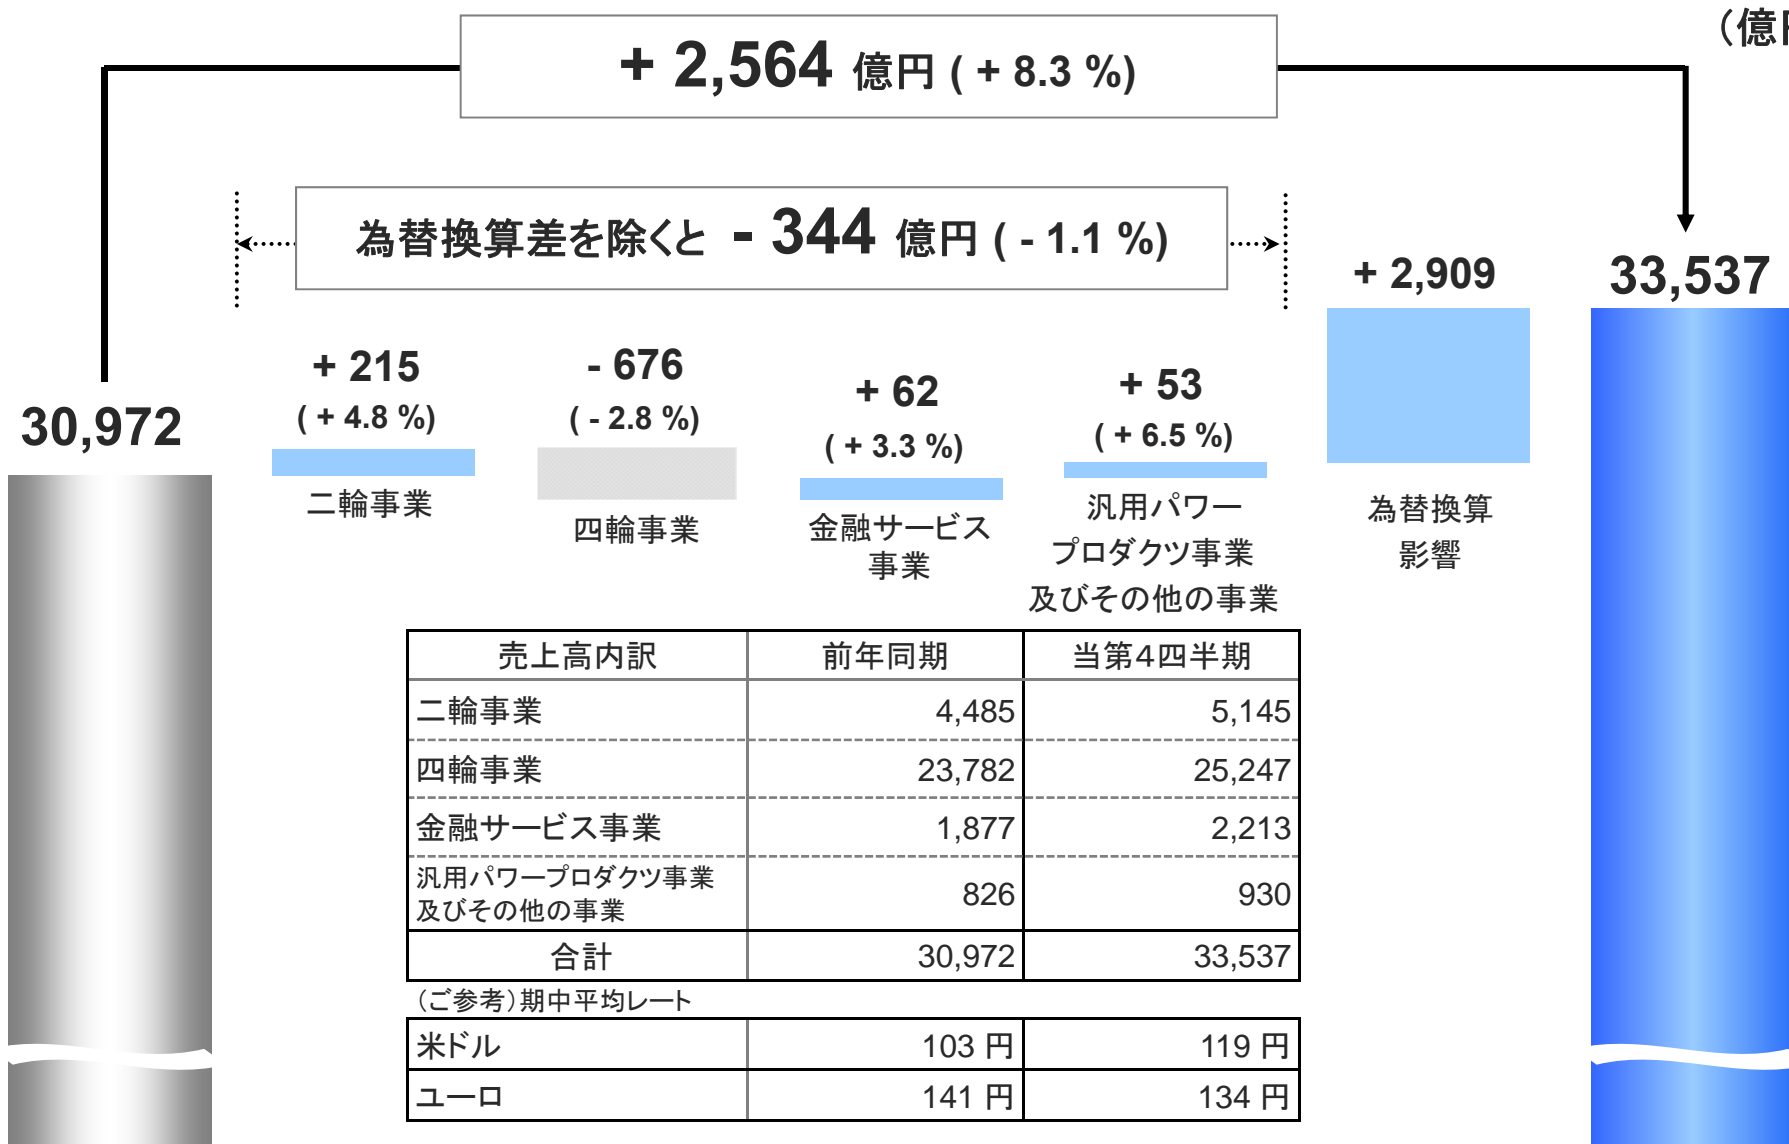 (億円
+ 2,564 億円 ( + 8.3 %)
為替換算差を除くと - 344 億円 ( - 1.1 %)
30,972
+ 215
( + 4.8 %)
二輪事業
- 676
( - 2.8 %)
四輪事業
+ 62
( + 3.3 %)
金融サービス
事業
+ 53
( + 6.5 %)
汎用パワー
プロダクツ事業
及びその他の事業
+ 2,909
為替換算
影響
33,537
売上高内訳 前年同期 当第4四半期
二輪事業 4,485 5,145
四輪事業 23,782 25,247
金融サービス事業 1,877 2,213
汎用パワープロダクツ事業
及びその他の事業 826 930
合計 30,972 33,537
(ご参考)期中平均レート
米ドル 103 円 119 円
ユーロ 141 円 134 円